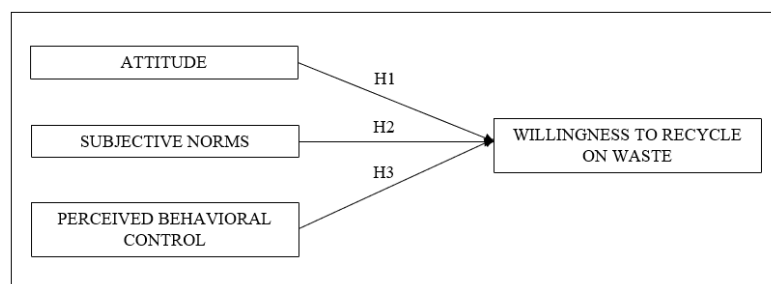 ATTITUDE
H1
SUBJECTIVE NORMS
H2
WILLINGNESS TO RECYCLE
ON WASTE
H3
PERCEIVED BEHAVIORAL
CONTROL